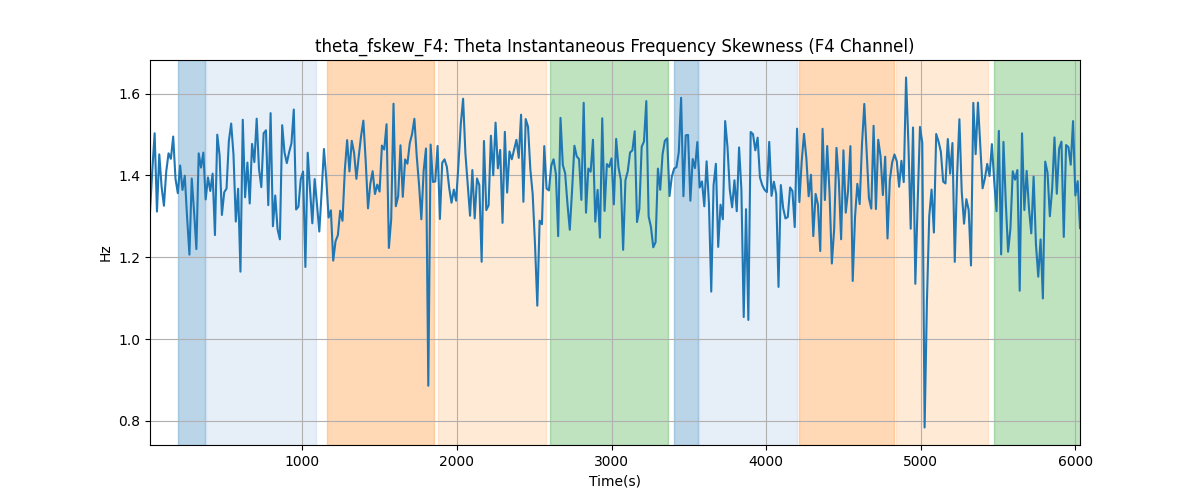 theta_fskew_F4: Theta Instantaneous Frequency Skewness (F4 Channel)
1.6
1.4
1.2
1.0
0.8
Hz
1000 2000 3000 4000 5000 6000
Time(s)